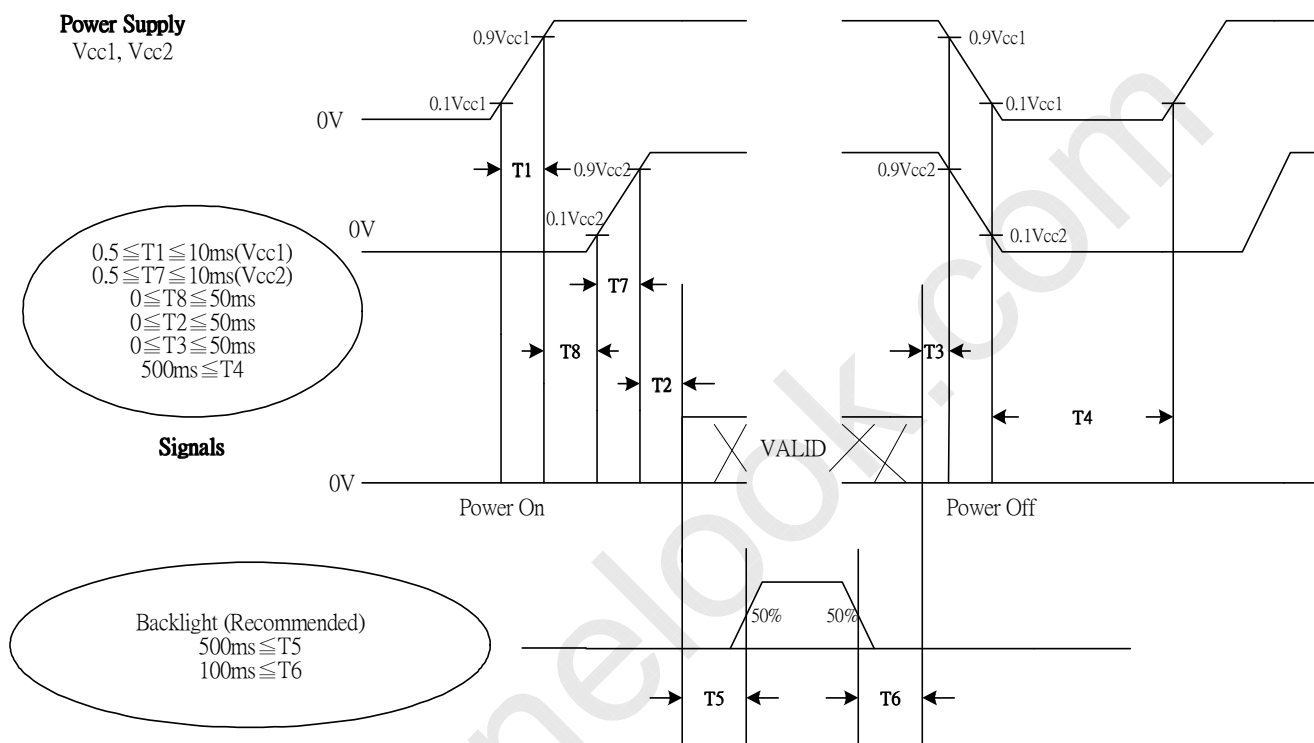 Power Supply
Vcc1, Vcc2
0.9Vcc1
0.9Vcc1
0.1Vcc1
0.1Vcc1
0V
T1
0.9Vcc2
0.9Vcc2
0.1Vcc2
0.1Vcc2
0V
0.5≦T1≦10ms(Vcc1)
0.5≦T7≦10ms(Vcc2)
0≦T8≦50ms
0≦T2≦50ms
0≦T3≦50ms
500ms≦T4
T7
T8
T3
T2
T4
Signals
VALID
0V
Power On
Power Off
Backlight (Recommended)
500ms≦T5
100ms≦T6
50%
50%
T5
T6
nelook.com